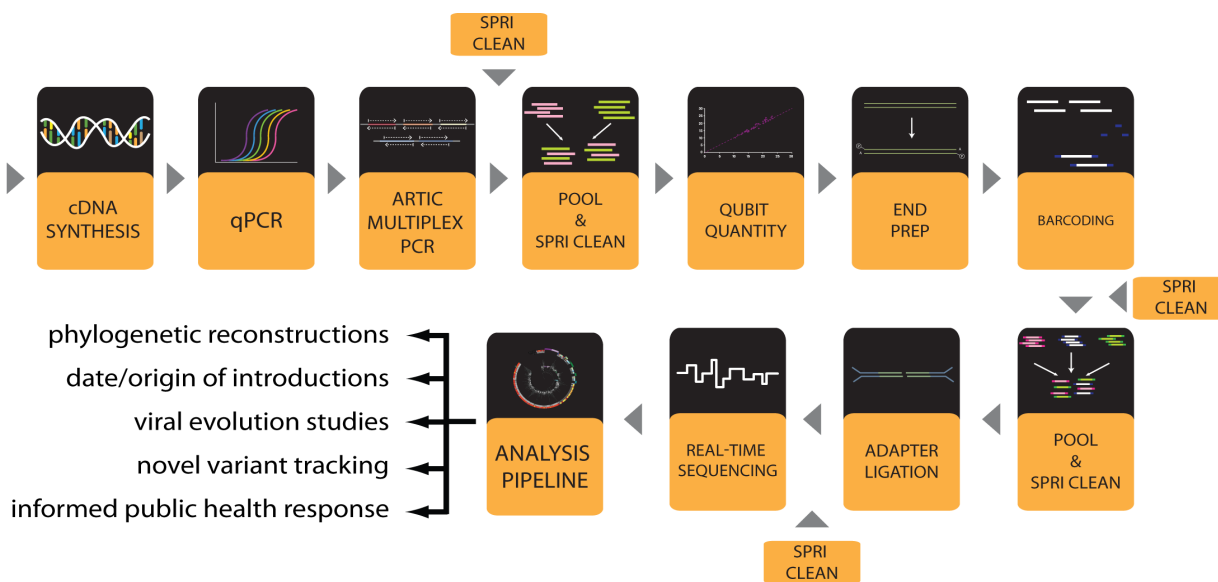 SPRI
CLEAN
cDNA
SYNTHESIS
qPCR
ARTIC
MULTIPLEX
PCR
POOL
&
SPRI CLEAN
QUBIT
QUANTITY
END
PREP
BARCODING
SPRI
CLEAN
POOL
&
SPRI CLEAN
ADAPTER
LIGATION
SPRI
CLEAN
REAL-TIME
SEQUENCING
ANALYSIS
PIPELINE
phylogenetic reconstructions
date/origin of introductions
viral evolution studies
novel variant tracking
informed public health response